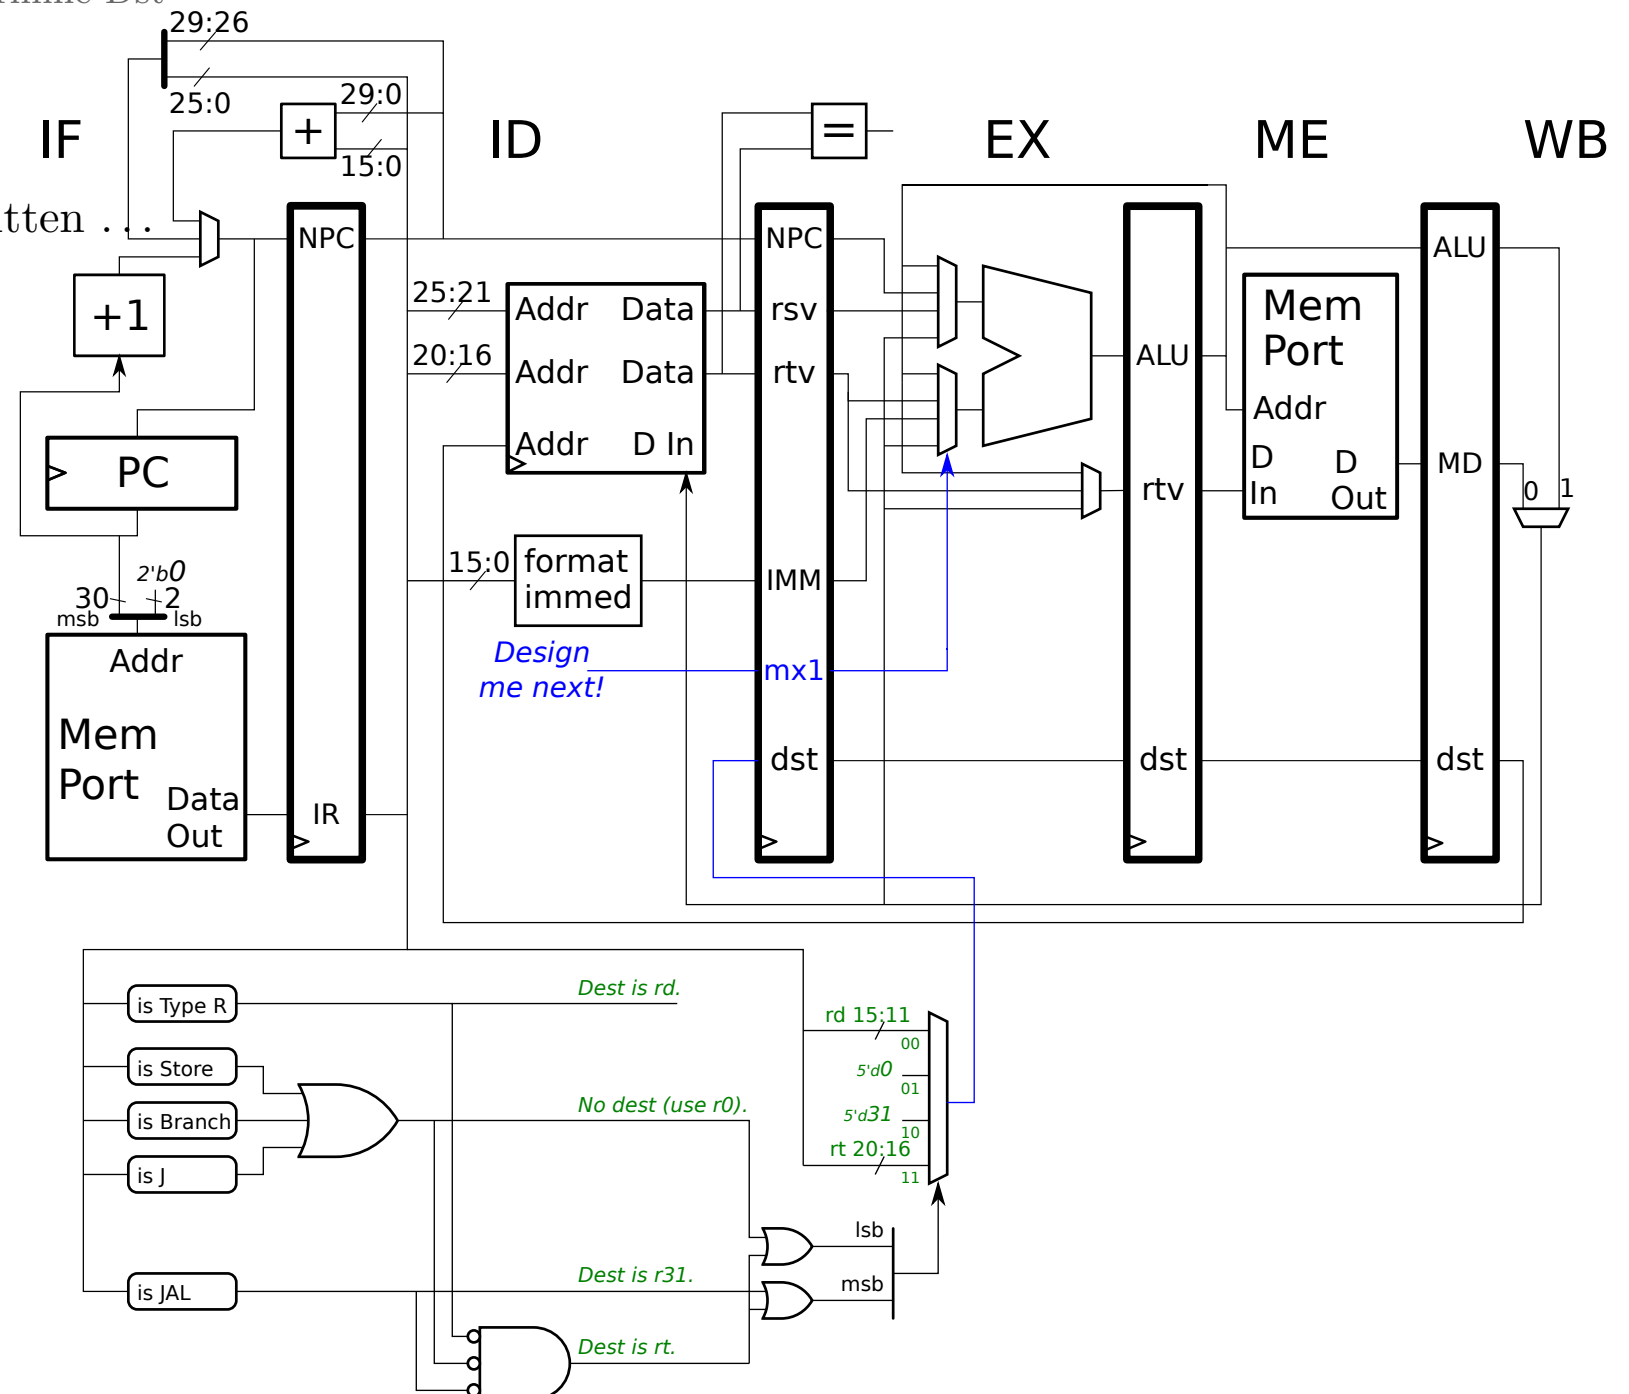 29:26
25:0
29:0
15:0
+
=
IF
ID
EX
ME
WB
itten . . .
NPC
NPC
ALU
+1
25:21
Addr
Data
rsv
Mem
Port
20:16
Addr
Data
rtv
ALU
Addr
Addr
D In
PC
D
In
D
Out
MD
rtv
0
1
2'b0
30
2
msb
lsb
15:0
format
immed
IMM
Addr
Design
me next!
mx1
Mem
Port
dst
dst
dst
Data
Out
IR
is Type R
Dest is rd.
rd 15:11
00
is Store
5'd0
01
is Branch
No dest (use r0).
5'd31
10
is J
rt 20:16
11
lsb
is JAL
Dest is r31.
msb
Dest is rt.